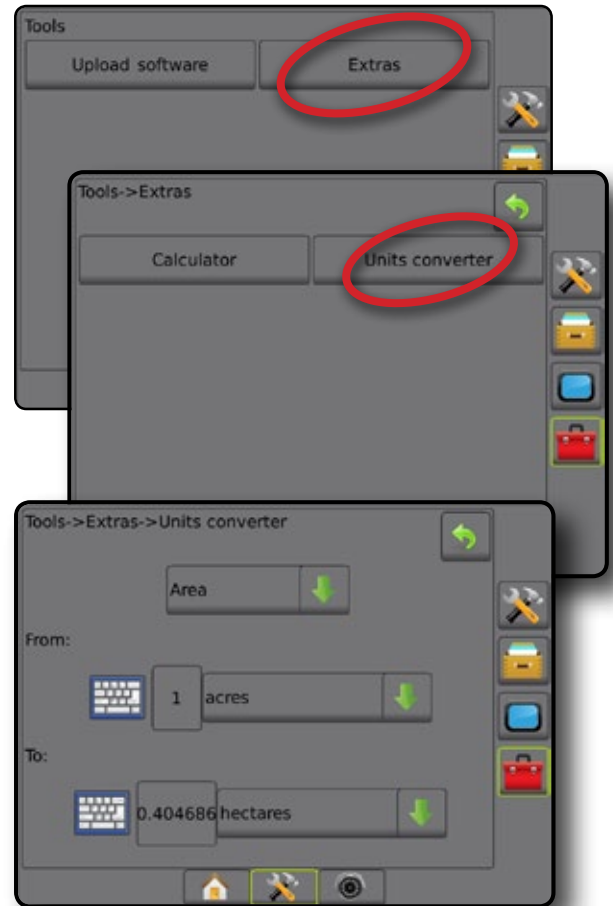 Tools
Upload software Extras
Tools->Extras
Calculator Units converter
Tools->Extras->Units converter
Area
From:
1 acres
To:
0.404686 hectares